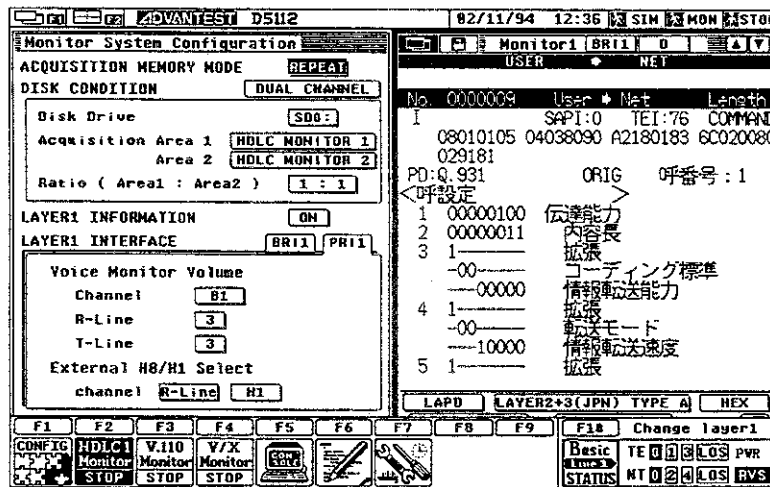 F1 F2 ADVANTEST D5112 02/11/94 12:36 SIM MON STO
Monitor System Configuration
ACQUISITION MEMORY MODE REPEAT
DISK CONDITION DUAL CHANNEL
Disk Drive SD0:
Acquisition Area 1 HDLC MONITOR 1
Area 2 HDLC MONITOR 2
Ratio ( Area1 : Area2 ) 1 : 1
LAYER1 INFORMATION ON
LAYER1 INTERFACE BRI1 PRI1
Voice Monitor Volume
Channel B1
R-Line 3
T-Line 3
External H0/H1 Select
channel R-Line H1
Monitor1 BRI1 0
USER NET
No. 0000009 User Net Length
I SAPI:0 TEI:76 COMMAND
08010105 04038090 A2180183 6C020080
029181
PD:Q.931 ORIG 呼番号：1
<呼設定 >
1 00000100 伝達能力
2 00000011 内容長
3 1------- 拡張
-00----- コーディング標準
---00000 情報転送能力
4 1------- 拡張
-00----- 転送モード
---10000 情報転送速度
5 1------- 拡張
LAPD LAYER2+3(JPN) TYPE A HEX
F1 F2 F3 F4 F5 F6 F7 F8 F9 F10 Change layer1
CONFIG HDLC1 Monitor STOP V.110 Monitor STOP V/X Monitor STOP CONSOLE
Basic Line1 STATUS
TE 0 1 3 LOS PWR
NT 0 2 4 LOS RVS